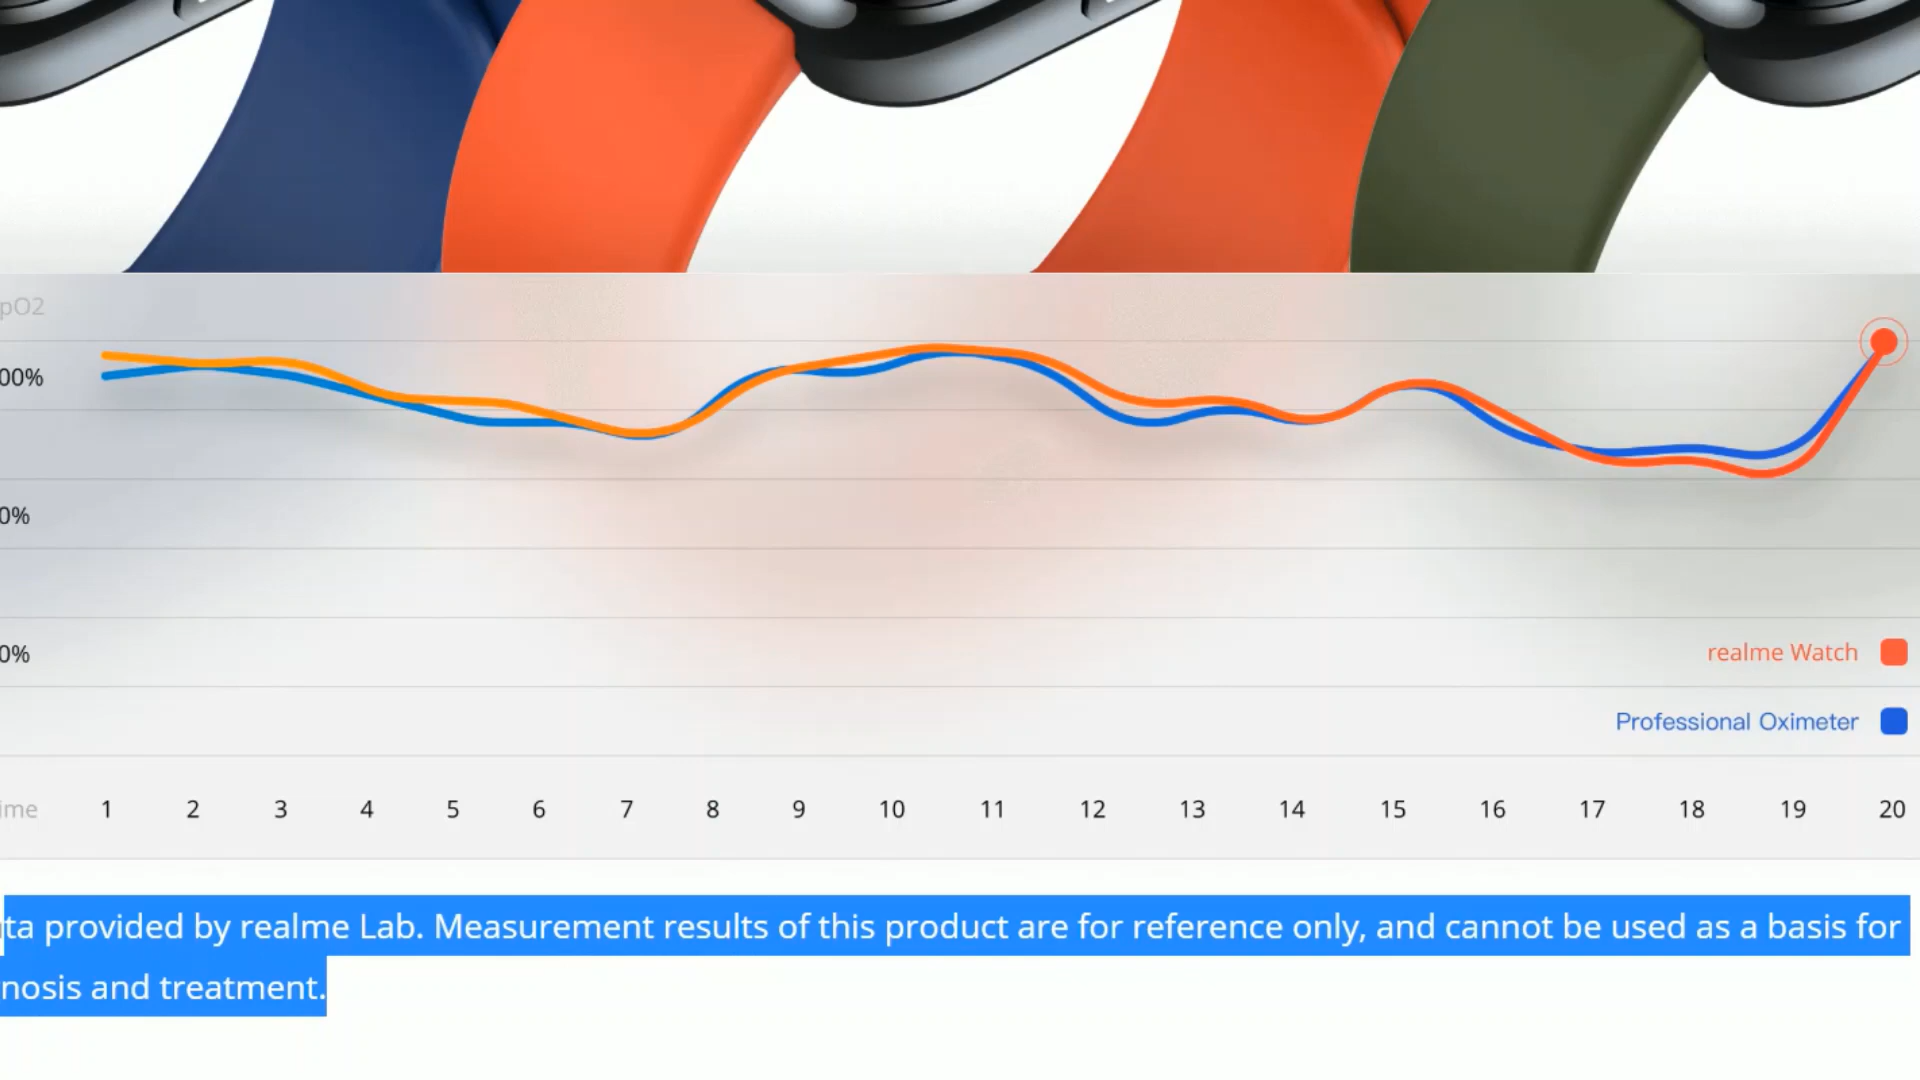 pO2
00%
0%
0%
realme Watch
Professional Oximeter
ime 1 2 3 4 5 6 7 8 9 10 11 12 13 14 15 16 17 18 19 20
ta provided by realme Lab. Measurement results of this product are for reference only, and cannot be used as a basis for
nosis and treatment.